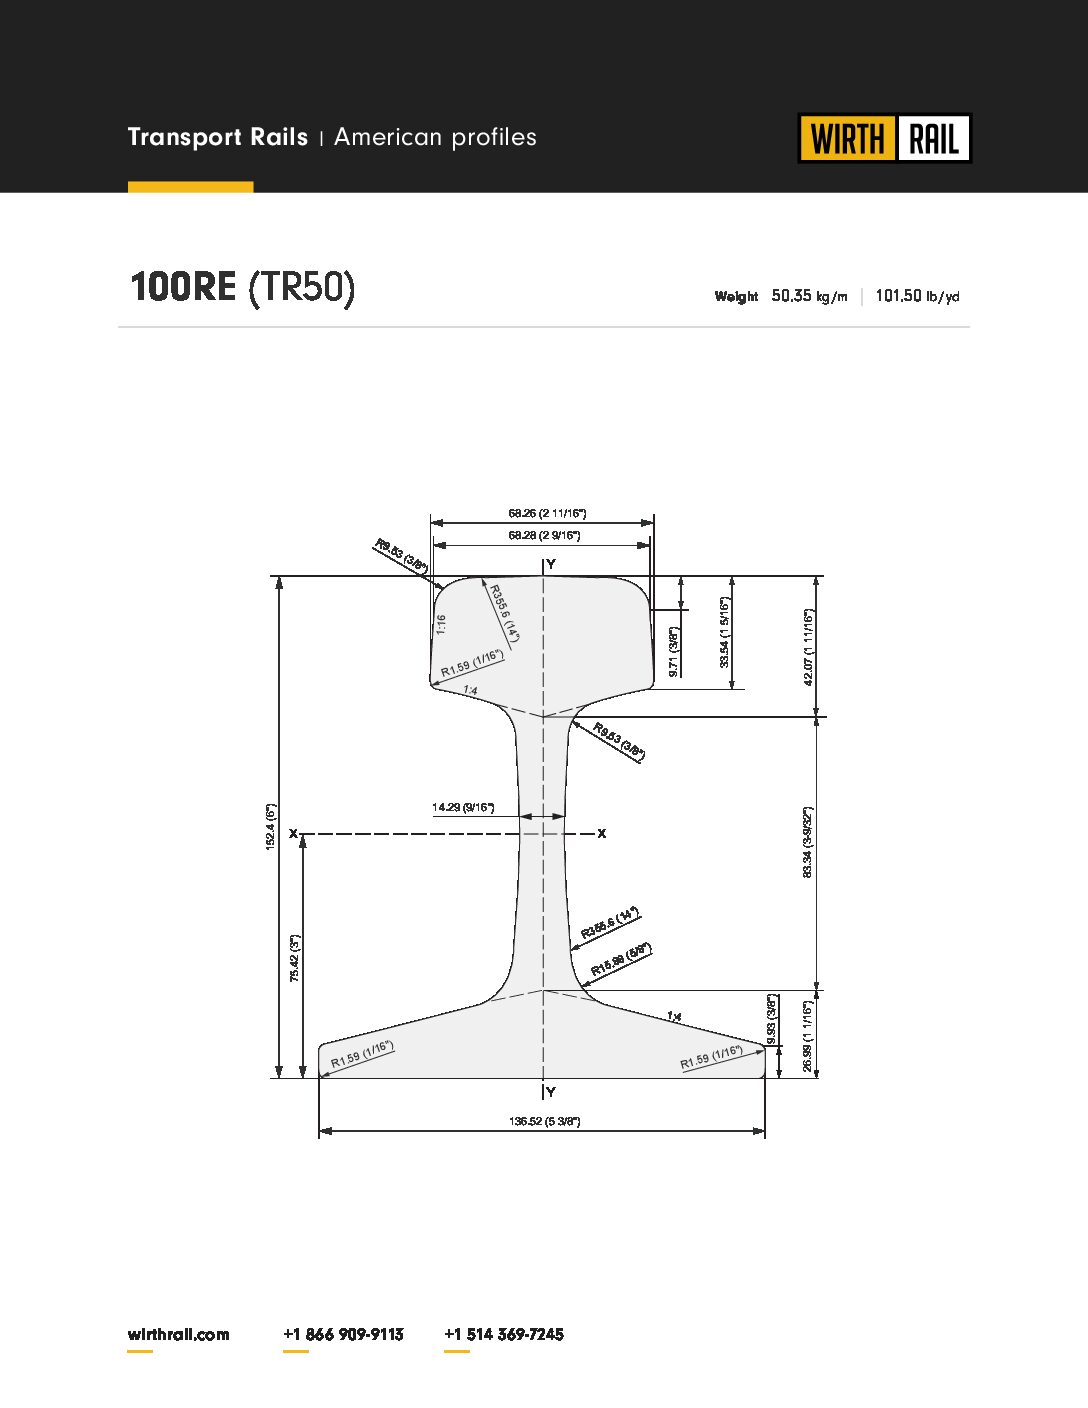 Transport Rails | American profiles
WIRTH RAIL
100RE (TR50)
Weight 50.35 kg/m | 101.50 lb/yd
68.26 (2 11/16")
68.28 (2 9/16")
R9.53 (3/8")
Y
R355.6 (14")
1:16
R1.59 (1/16")
1:4
9.71 (3/8")
33.54 (1 5/16")
42.07 (1 11/16")
R9.53 (3/8")
14.29 (9/16")
152.4 (6")
X
X
83.34 (3-9/32")
R355.6 (14")
75.42 (3")
R15.88 (5/8")
1:4
9.93 (3/8")
26.99 (1 1/16")
R1.59 (1/16")
R1.59 (1/16")
Y
136.52 (5 3/8")
wirthrail.com +1 866 909-9113 +1 514 369-7245